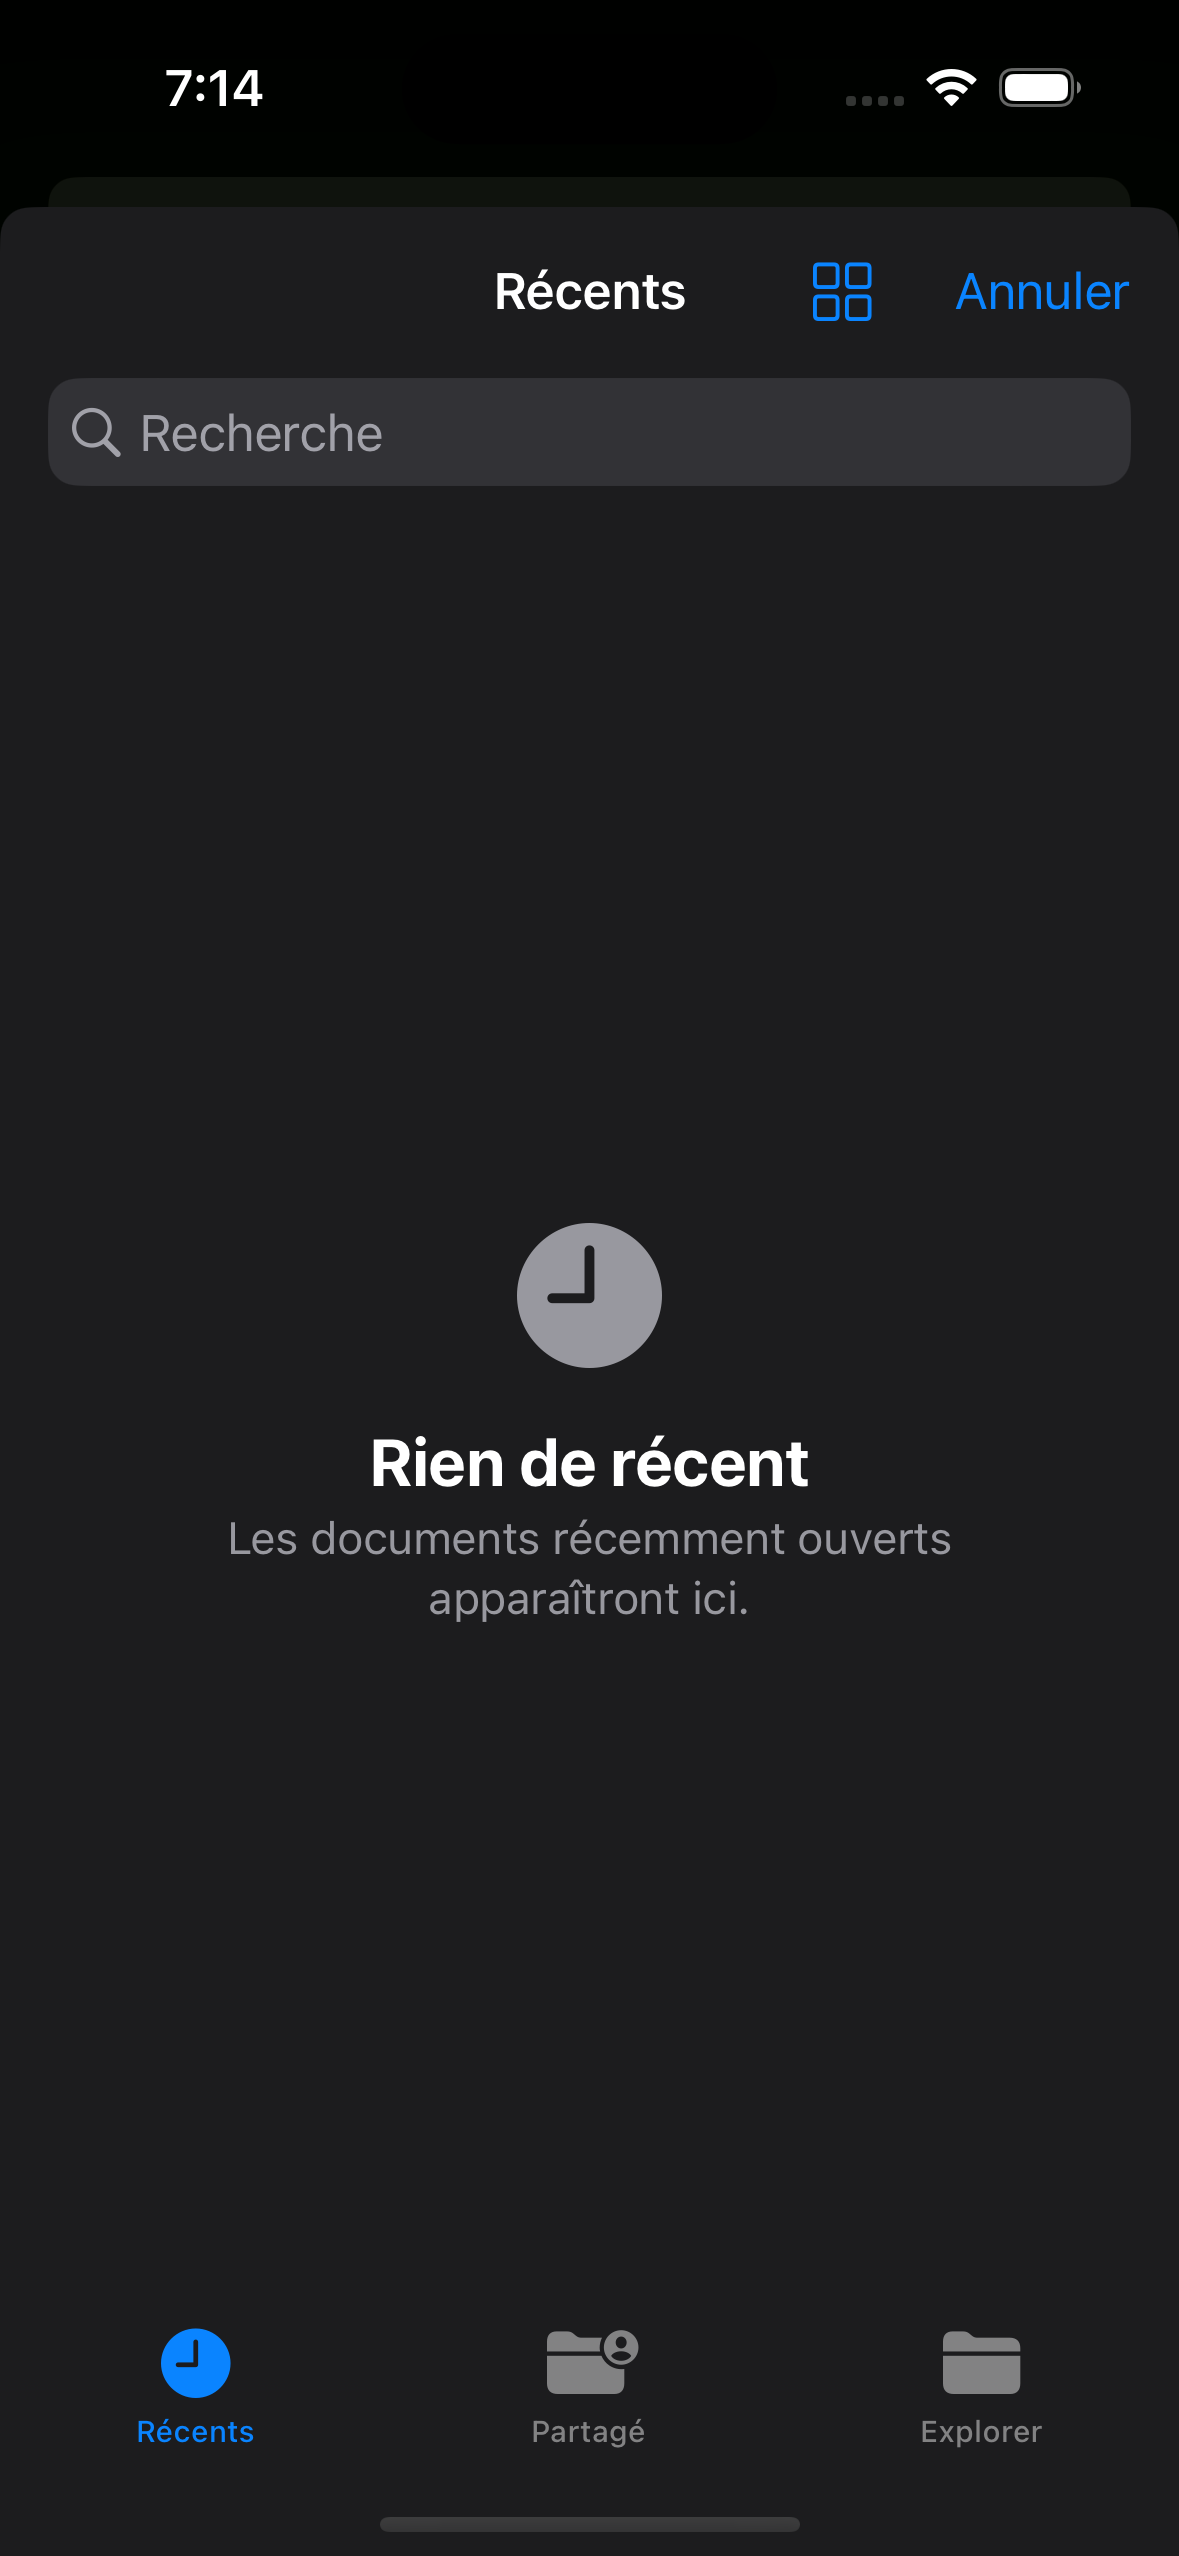 7:14
Récents
Annuler
Recherche
Rien de récent
Les documents récemment ouverts
apparaîtront ici.
Récents
Partagé
Explorer